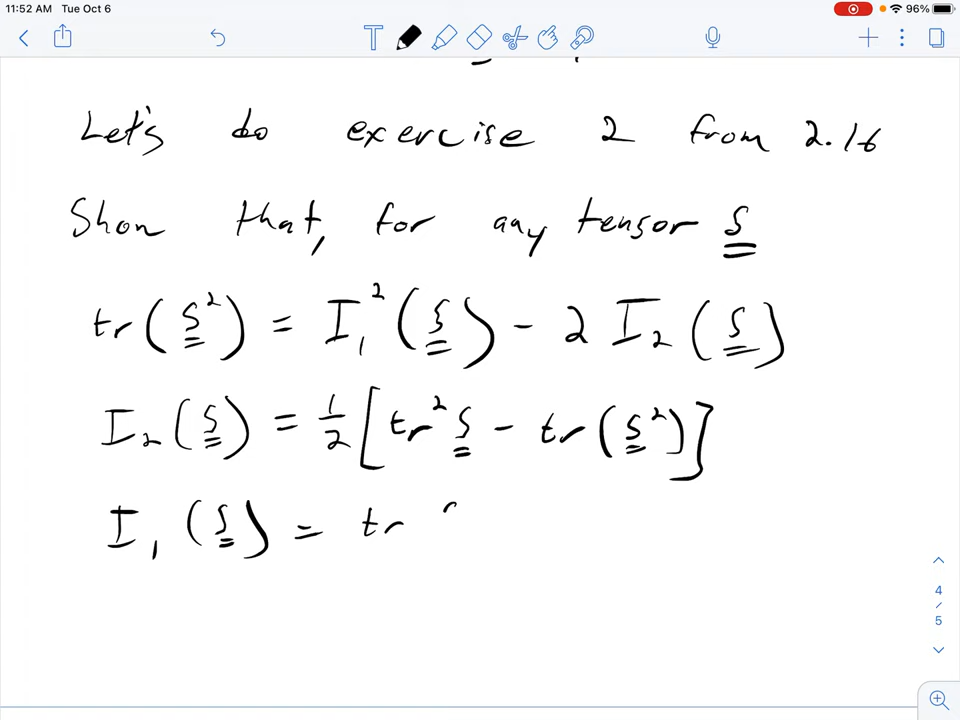 11:52 AM Tue Oct 6 96%
Let's do exercise 2 from 2.16
Show that, for any tensor S
tr(S²) = I₁²(S) - 2 I₂(S)
I₂(S) = 1/2 [tr² S - tr(S²)]
I₁(S) = tr
4 / 5